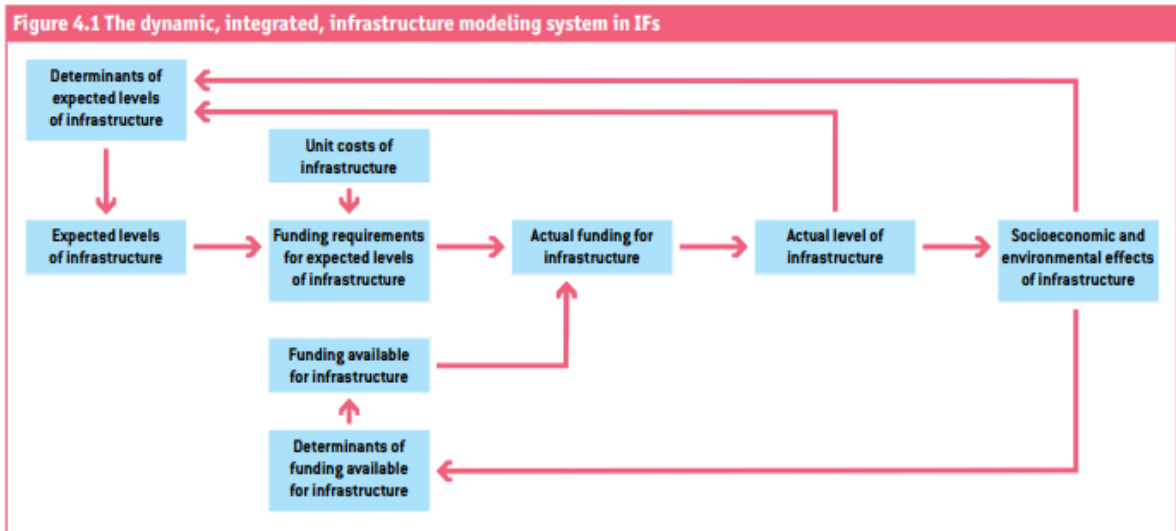 Figure 4.1 The dynamic, integrated, infrastructure modeling system in IFs
Determinants of
expected levels
of infrastructure
Unit costs of
infrastructure
Expected levels
of infrastructure
Funding requirements
for expected levels
of infrastructure
Actual funding for
infrastructure
Actual level of
infrastructure
Socioeconomic and
environmental effects
of infrastructure
Funding available
for infrastructure
Determinants of
funding available
for infrastructure